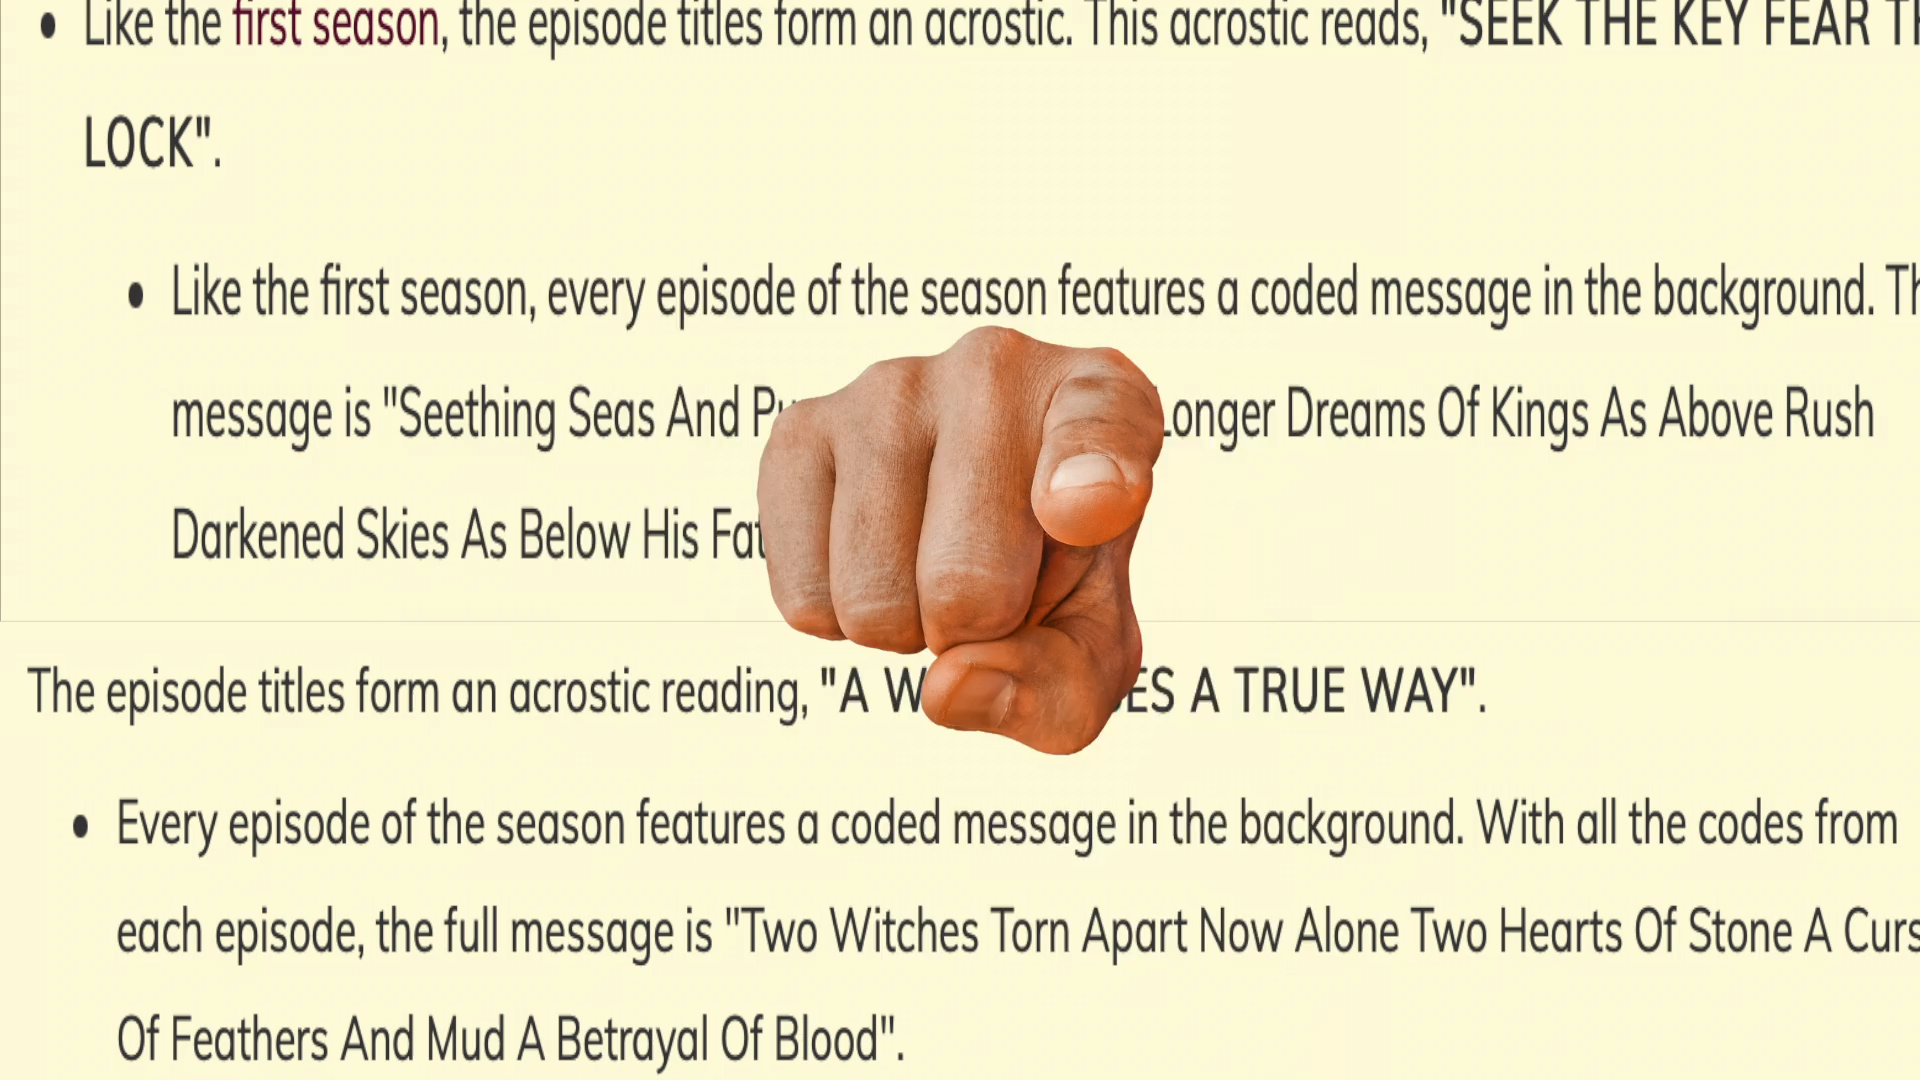 • Like the first season, the episode titles form an acrostic. This acrostic reads, "SEEK THE KEY FEAR
LOCK".
• Like the first season, every episode of the season features a coded message in the background.
message is "Seething Seas And Longer Dreams Of Kings As Above Rush
Darkened Skies As Below His
The episode titles form an acrostic reading, "A A TRUE WAY".
• Every episode of the season features a coded message in the background. With all the codes from
each episode, the full message is "Two Witches Torn Apart Now Alone Two Hearts Of Stone A
Of Feathers And Mud A Betrayal Of Blood".